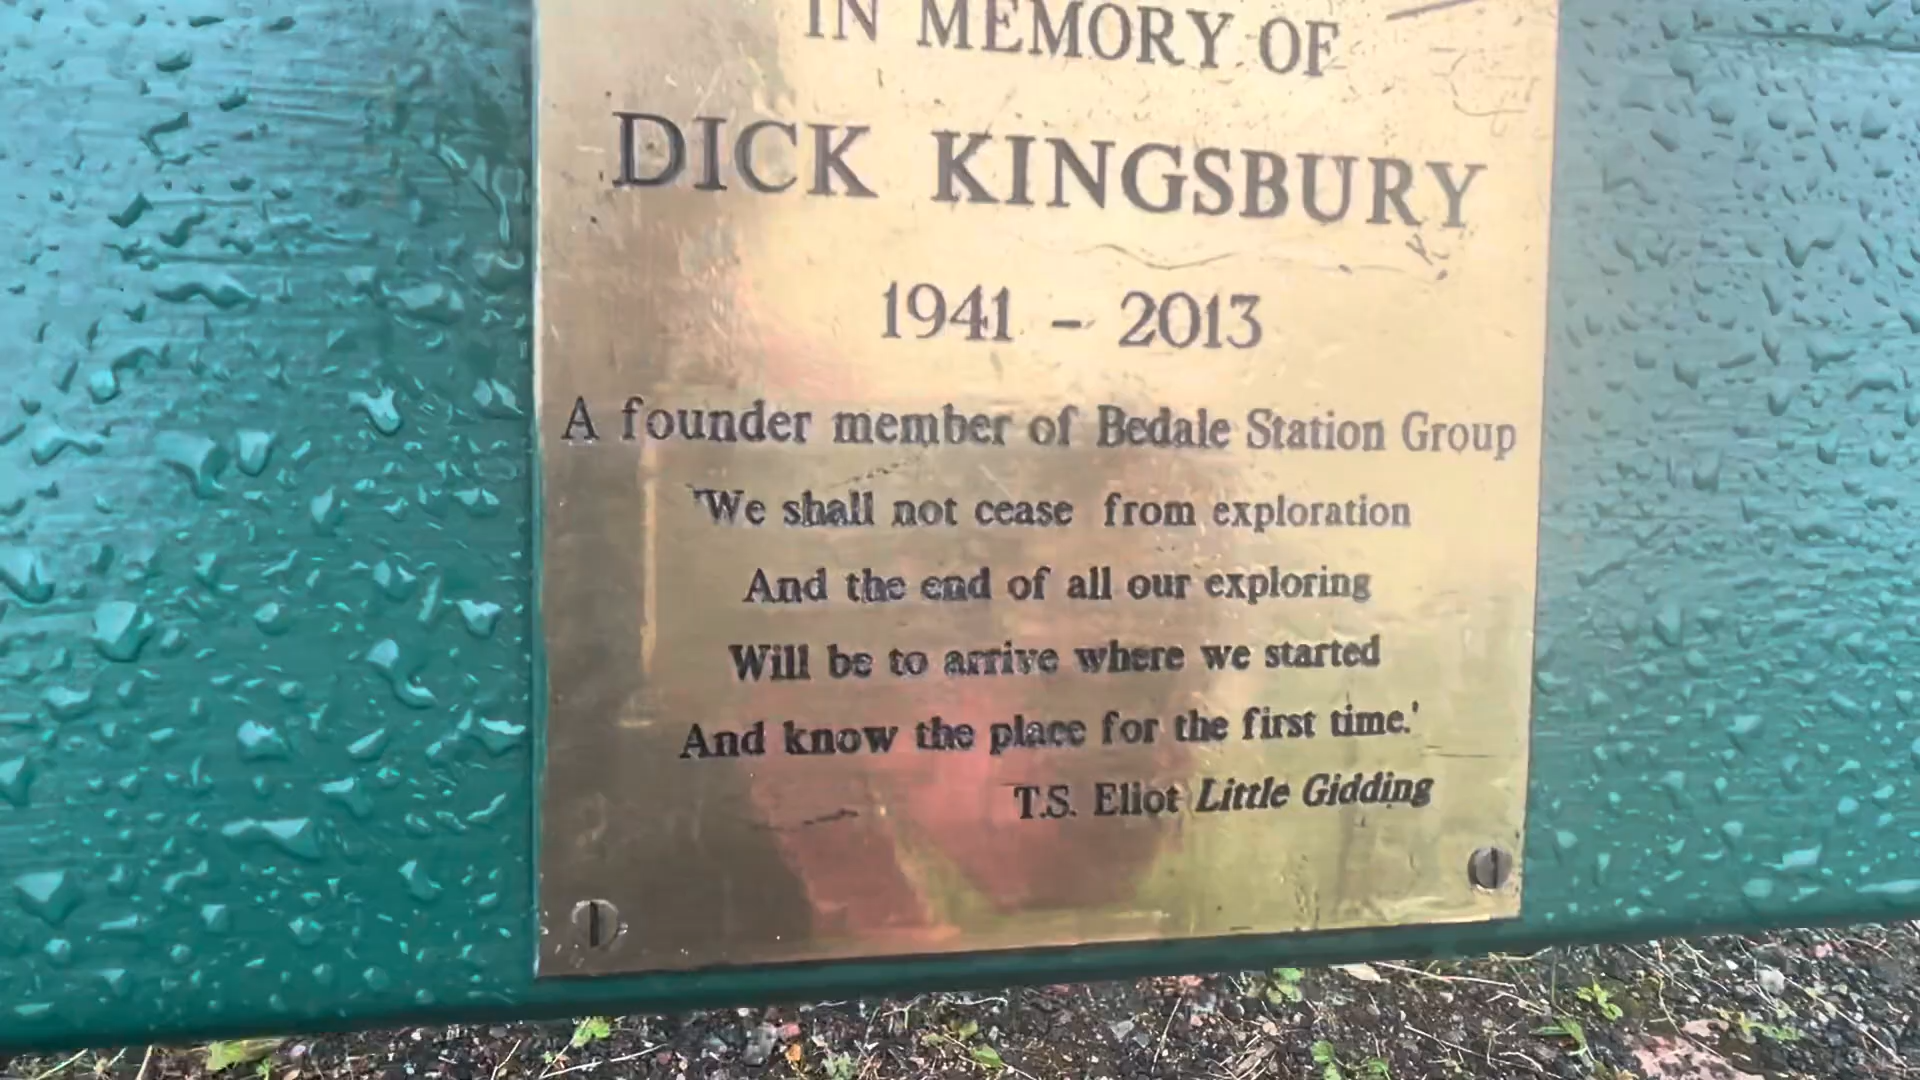 IN MEMORY OF
DICK KINGSBURY
1941 - 2013
A founder member of Bedale Station Group
'We shall not cease from exploration
And the end of all our exploring
Will be to arrive where we started
And know the place for the first time.'
T.S. Eliot Little Gidding